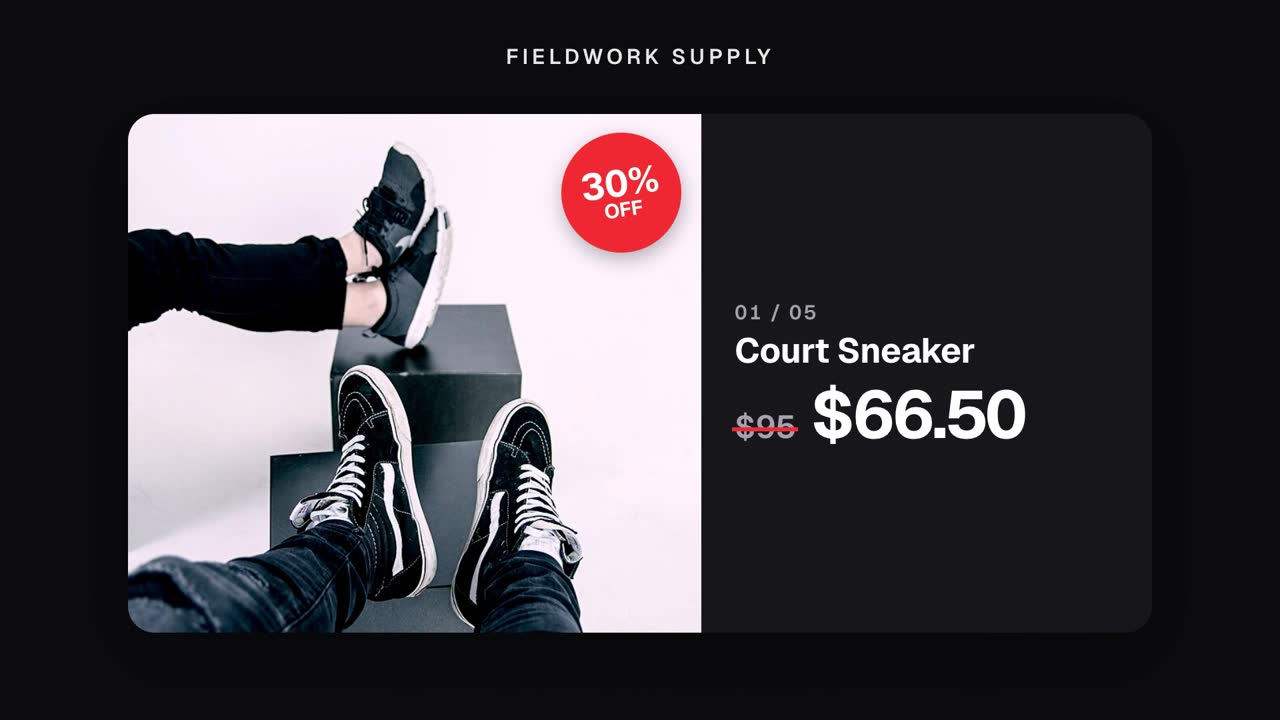 FIELDWORK SUPPLY
30%
OFF
01 / 05
Court Sneaker
$95 $66.50